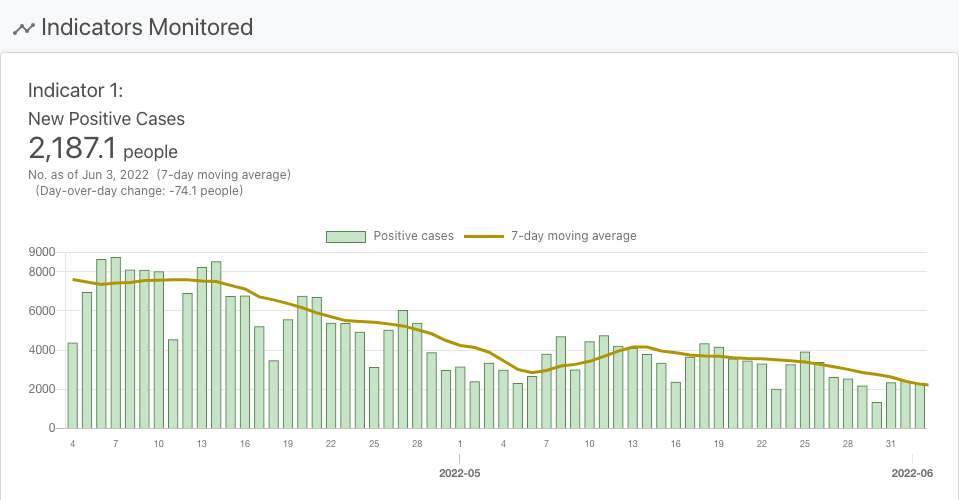 Indicators Monitored
Indicator 1:
New Positive Cases
2,187.1 people
No. as of Jun 3, 2022 (7-day moving average)
(Day-over-day change: -74.1 people)
Positive cases 7-day moving average
9000
8000
6000
4000
2000
0
4 7 10 13 16 19 22 25 28 1 4 7 10 13 16 19 22 25 28 31
2022-05 2022-06